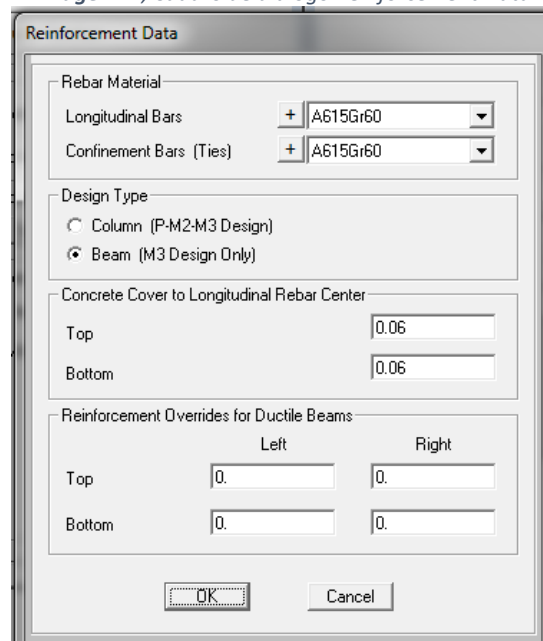 Reinforcement Data
Rebar Material
Longitudinal Bars + A615Gr60
Confinement Bars (Ties) + A615Gr60
Design Type
Column (P-M2-M3 Design)
Beam (M3 Design Only)
Concrete Cover to Longitudinal Rebar Center
Top 0.06
Bottom 0.06
Reinforcement Overrides for Ductile Beams
Left Right
Top 0. 0.
Bottom 0. 0.
OK Cancel